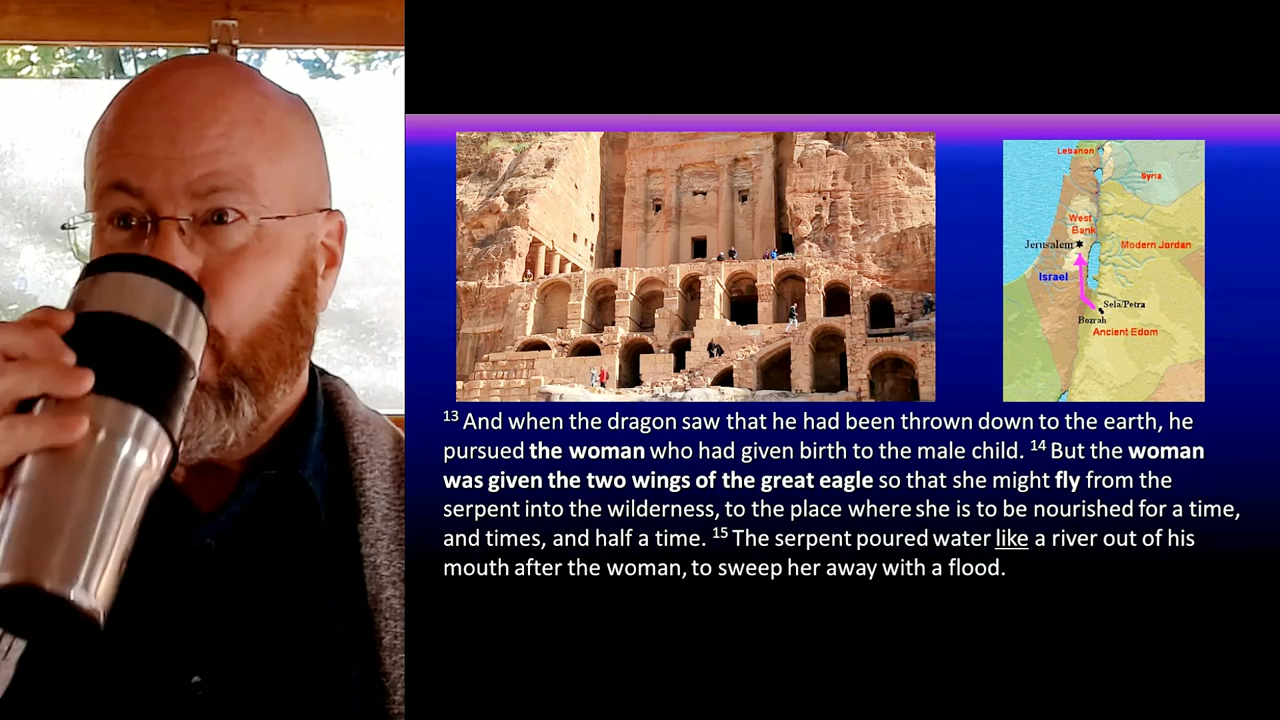 Lebanon
Syria
West
Bank
Jerusalem
Modern Jordan
Israel
Sela/Petra
Bozrah
Ancient Edom
13 And when the dragon saw that he had been thrown down to the earth, he
pursued the woman who had given birth to the male child. 14 But the woman
was given the two wings of the great eagle so that she might fly from the
serpent into the wilderness, to the place where she is to be nourished for a time,
and times, and half a time. 15 The serpent poured water like a river out of his
mouth after the woman, to sweep her away with a flood.